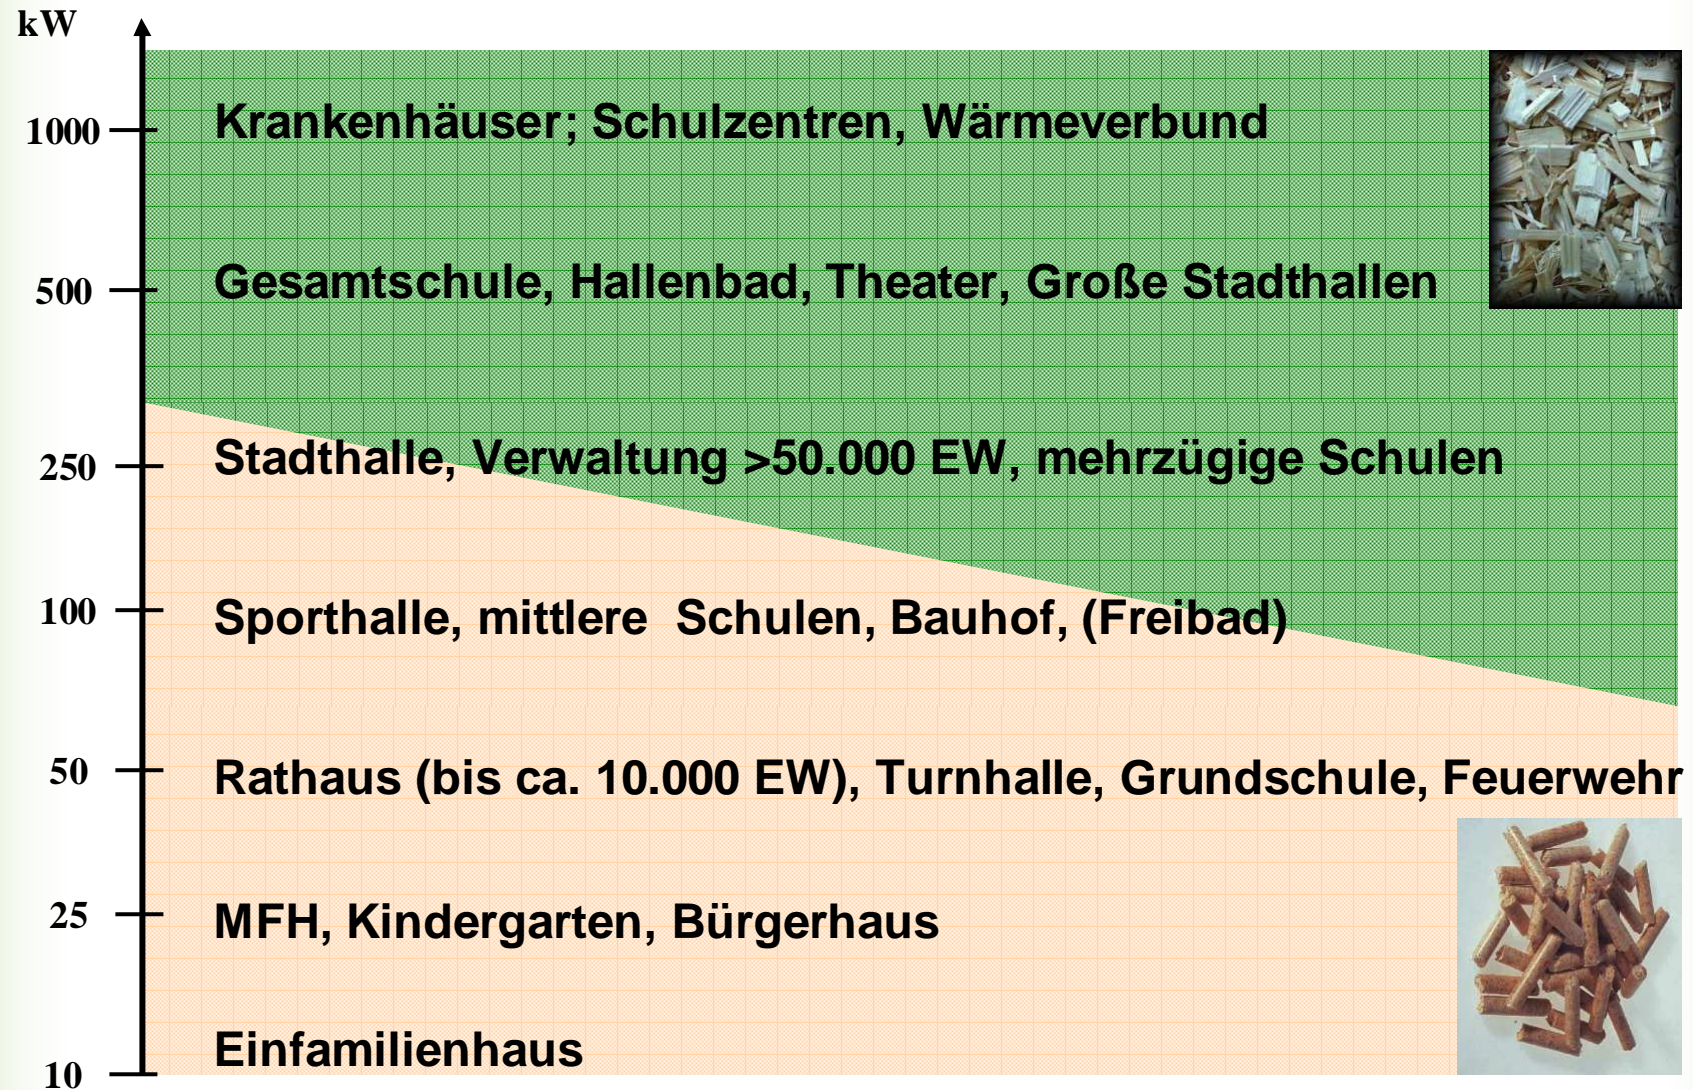 kW
1000 Krankenhäuser; Schulzentren, Wärmeverbund
500 Gesamtschule, Hallenbad, Theater, Große Stadthallen
250 Stadthalle, Verwaltung >50.000 EW, mehrzügige Schulen
100 Sporthalle, mittlere  Schulen, Bauhof, (Freibad)
50 Rathaus (bis ca. 10.000 EW), Turnhalle, Grundschule, Feuerwehr
25 MFH, Kindergarten, Bürgerhaus
10 Einfamilienhaus